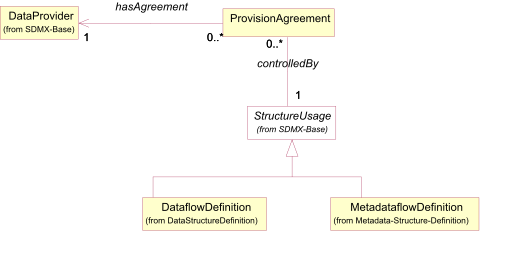 hasAgreement
DataProvider
(from SDMX-Base)
1
0..*
ProvisionAgreement
0..*
controlledBy
1
StructureUsage
(from SDMX-Base)
DataflowDefinition
(from DataStructureDefinition)
MetadataflowDefinition
(from Metadata-Structure-Definition)